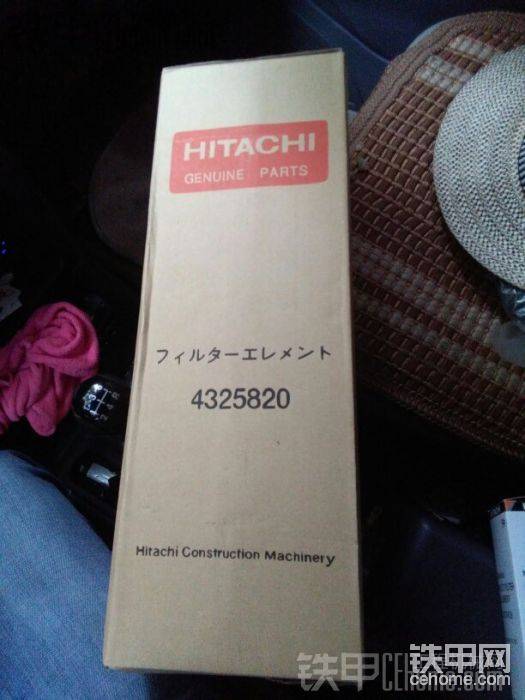 HITACHI
GENUINE PARTS
フィルターエレメント
4325820
Hitachi Construction Machinery
铁甲网
cehome.com